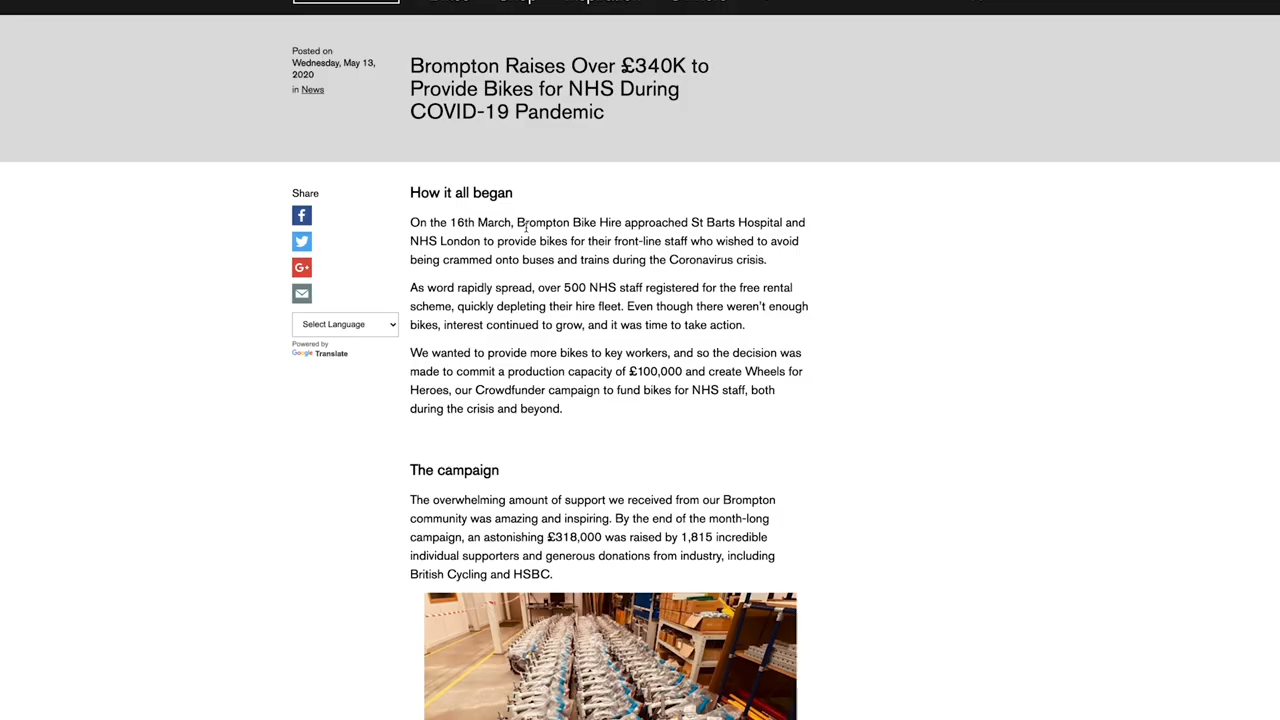 Posted on
Wednesday, May 13,
2020
in News
Brompton Raises Over £340K to
Provide Bikes for NHS During
COVID-19 Pandemic
Share
Select Language
Powered by
Google Translate
How it all began
On the 16th March, Brompton Bike Hire approached St Barts Hospital and
NHS London to provide bikes for their front-line staff who wished to avoid
being crammed onto buses and trains during the Coronavirus crisis.
As word rapidly spread, over 500 NHS staff registered for the free rental
scheme, quickly depleting their hire fleet. Even though there weren't enough
bikes, interest continued to grow, and it was time to take action.
We wanted to provide more bikes to key workers, and so the decision was
made to commit a production capacity of £100,000 and create Wheels for
Heroes, our Crowdfunder campaign to fund bikes for NHS staff, both
during the crisis and beyond.
The campaign
The overwhelming amount of support we received from our Brompton
community was amazing and inspiring. By the end of the month-long
campaign, an astonishing £318,000 was raised by 1,815 incredible
individual supporters and generous donations from industry, including
British Cycling and HSBC.